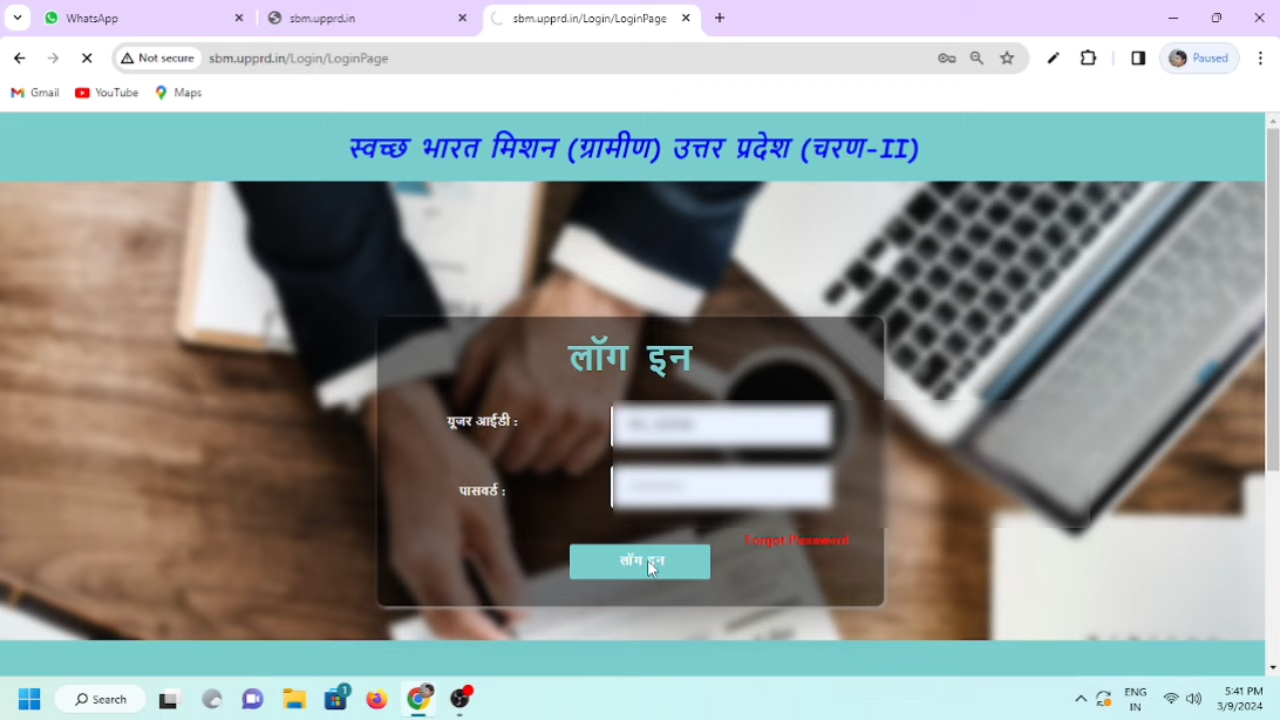 WhatsApp
sbm.upprd.in
sbm.upprd.in/Login/LoginPage
Not secure
sbm.upprd.in/Login/LoginPage
Paused
Gmail
YouTube
Maps
स्वच्छ भारत मिशन (ग्रामीण) उत्तर प्रदेश (चरण-II)
लॉग इन
यूजर आईडी :
पासवर्ड :
Forgot Password
लॉग इन
Search
1
ENG
IN
5:41 PM
3/9/2024